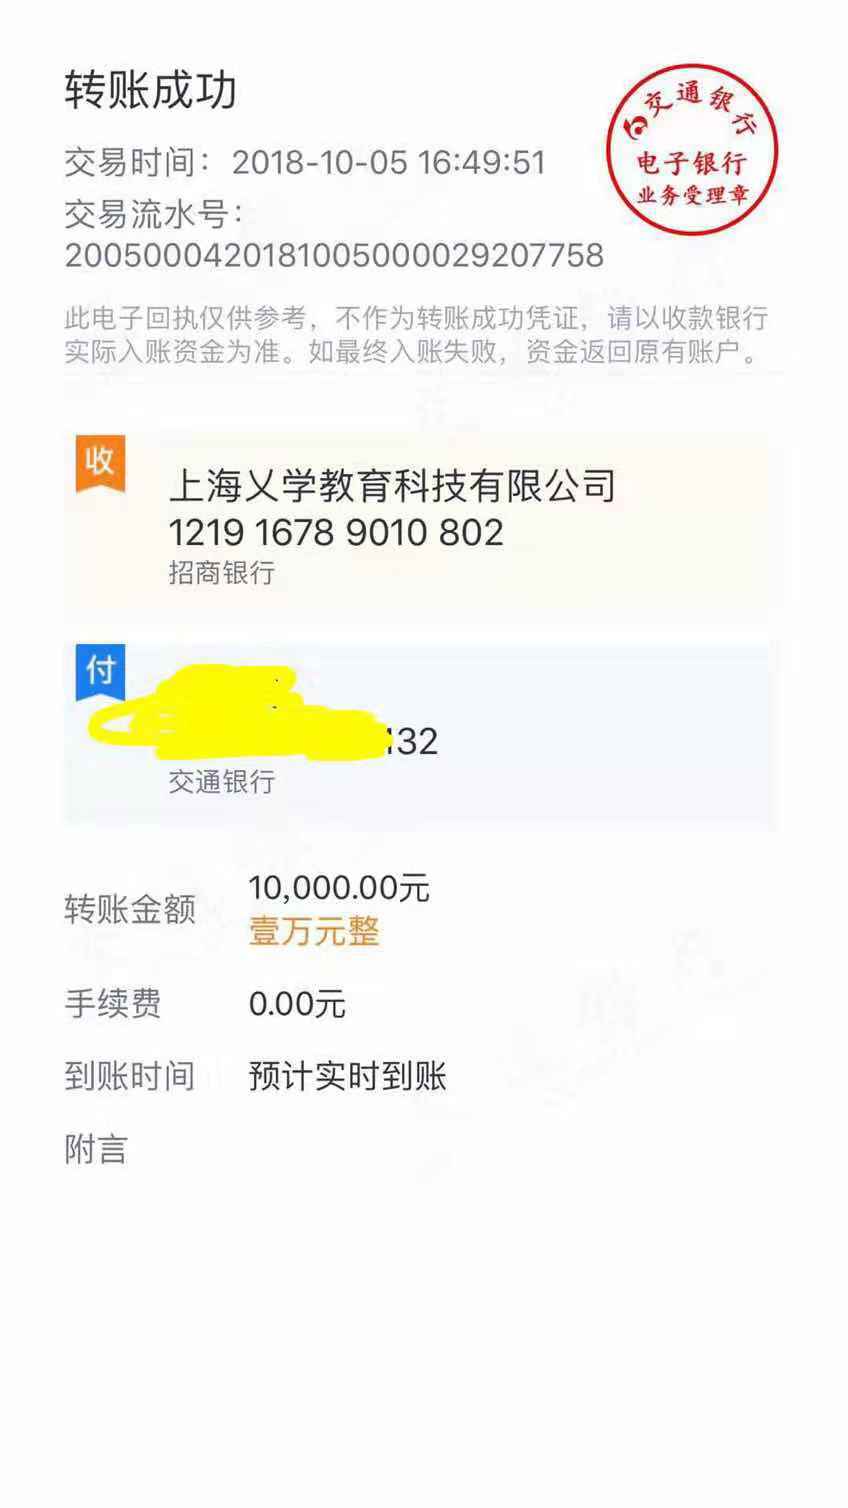 转账成功
交易时间：2018-10-05 16:49:51
交易流水号：
20050004201810050000029207758
此电子回执仅供参考，不作为转账成功凭证，请以收款银行
实际入账资金为准。如最终入账失败，资金返回原有账户。
交通银行
电子银行
业务受理章
收
上海乂学教育科技有限公司
1219 1678 9010 802
招商银行
付
132
交通银行
转账金额 10,000.00元
壹万元整
手续费 0.00元
到账时间 预计实时到账
附言